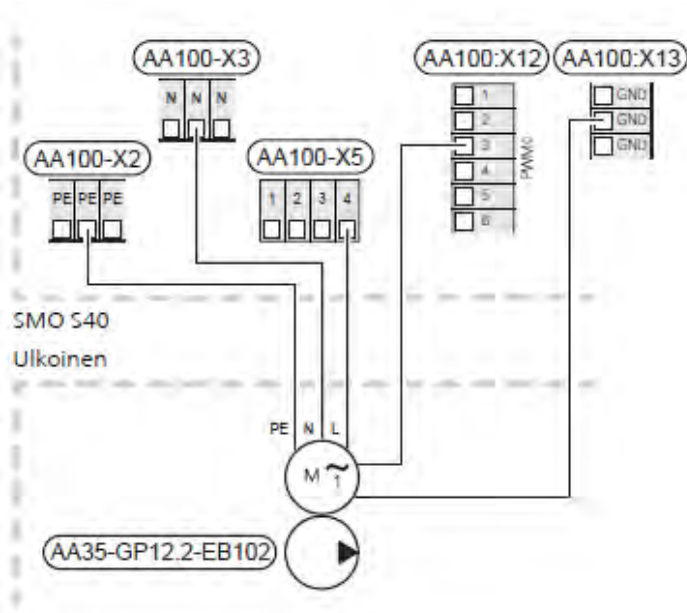 AA100-X3
AA100:X12
AA100:X13
N N N
1
2
3
4
5
6
PWM0
GND
GND
GND
AA100-X2
AA100-X5
PE PE PE
1 2 3 4
SMO S40
Ulkoinen
PE N L
M ~
1
AA35-GP12.2-EB102